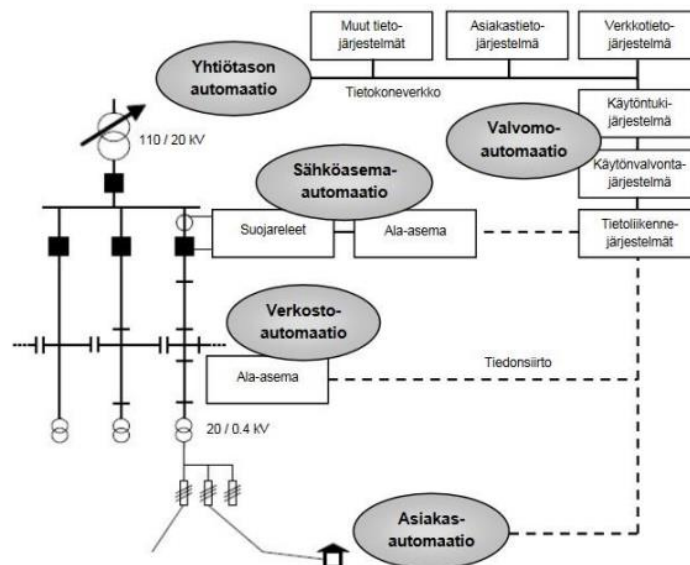 Muut tieto-
järjestelmät
Asiakastieto-
järjestelmä
Verkkotieto-
järjestelmä
Yhtiötason
automaatio
Tietokoneverkko
Käytöntuki-
järjestelmä
Valvomo-
automaatio
110 / 20 kV
Käytönvalvonta-
järjestelmä
Sähköasema-
automaatio
Suojareleet
Ala-asema
Tietoliikenne-
järjestelmät
Verkosto-
automaatio
Ala-asema
Tiedonsiirto
20 / 0.4 kV
Asiakas-
automaatio